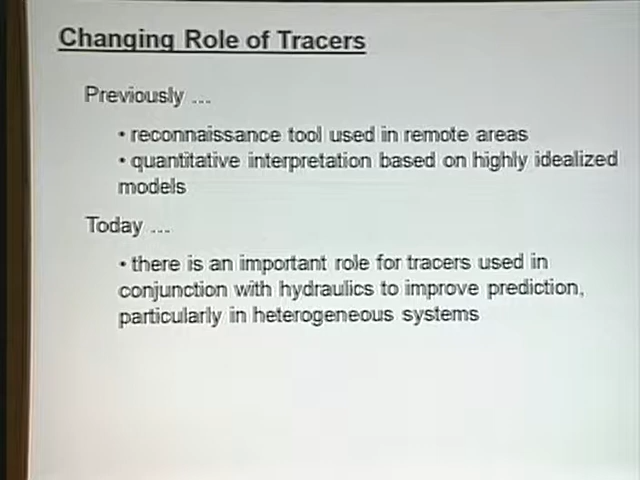 Changing Role of Tracers
Previously ...
• reconnaissance tool used in remote areas
• quantitative interpretation based on highly idealized
models
Today ...
• there is an important role for tracers used in
conjunction with hydraulics to improve prediction,
particularly in heterogeneous systems